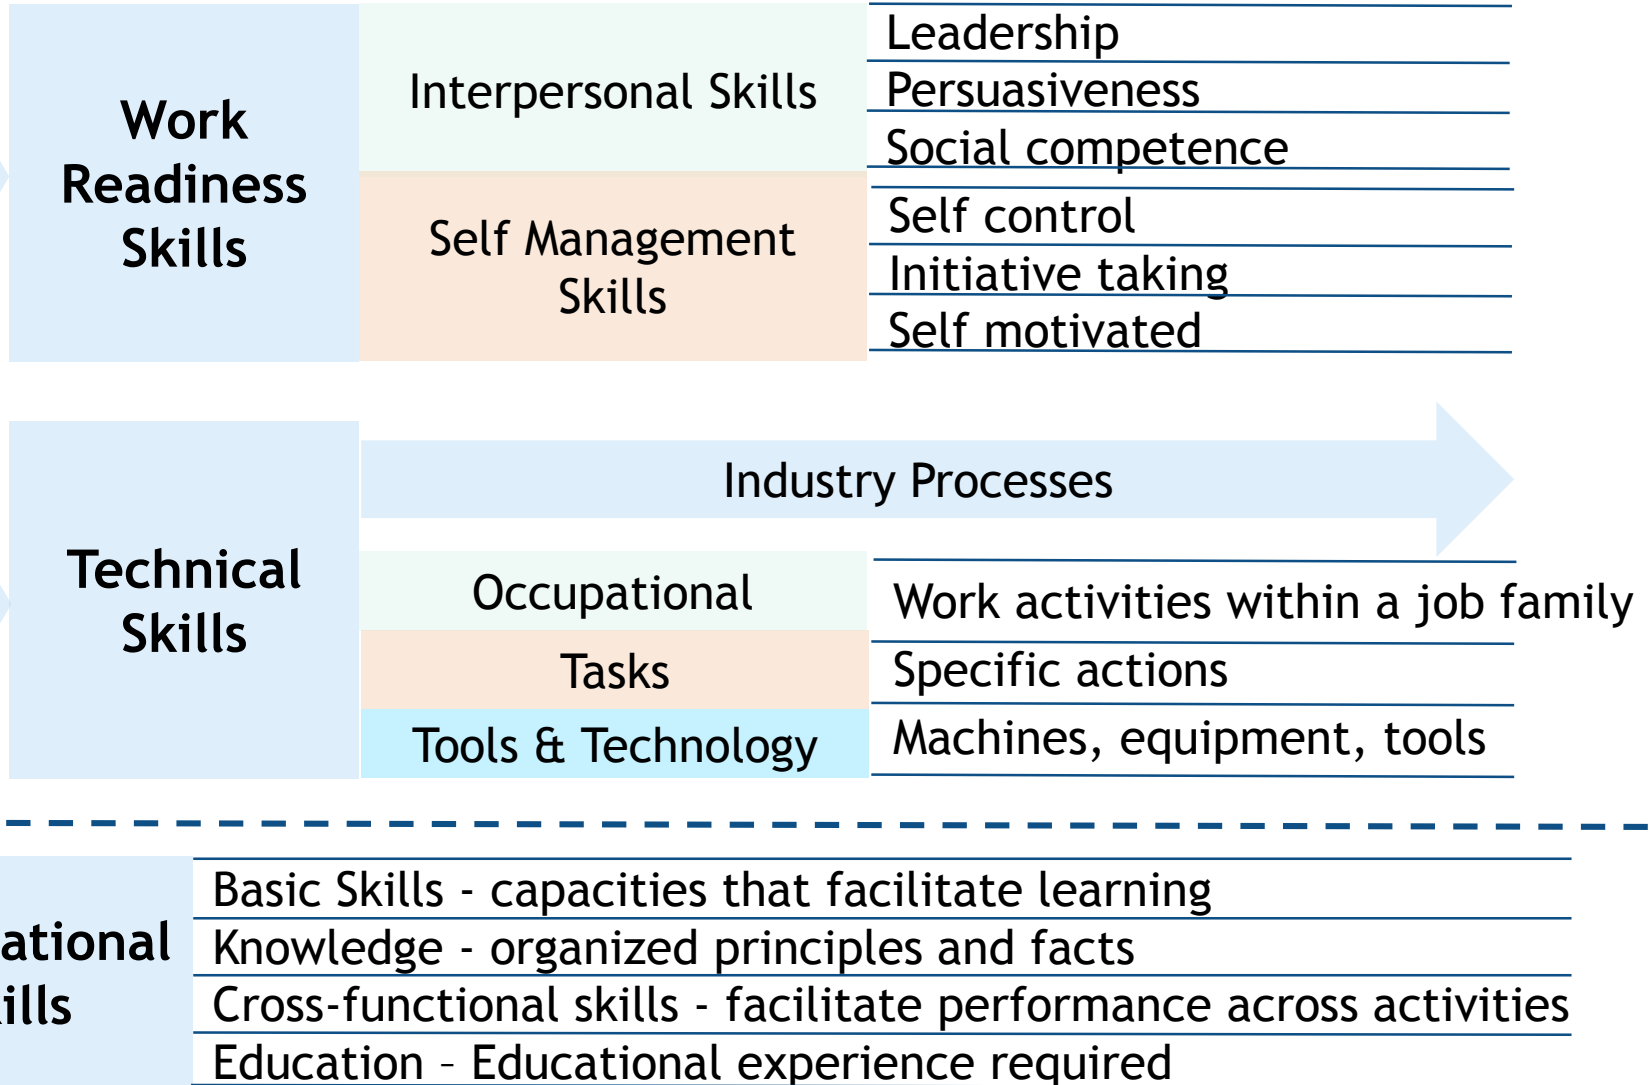 Work
Readiness
Skills
Interpersonal Skills
Leadership
Persuasiveness
Social competence
Self Management
Skills
Self control
Initiative taking
Self motivated
Technical
Skills
Industry Processes
Occupational
Work activities within a job family
Tasks
Specific actions
Tools & Technology
Machines, equipment, tools
ational
ills
Basic Skills - capacities that facilitate learning
Knowledge - organized principles and facts
Cross-functional skills - facilitate performance across activities
Education – Educational experience required